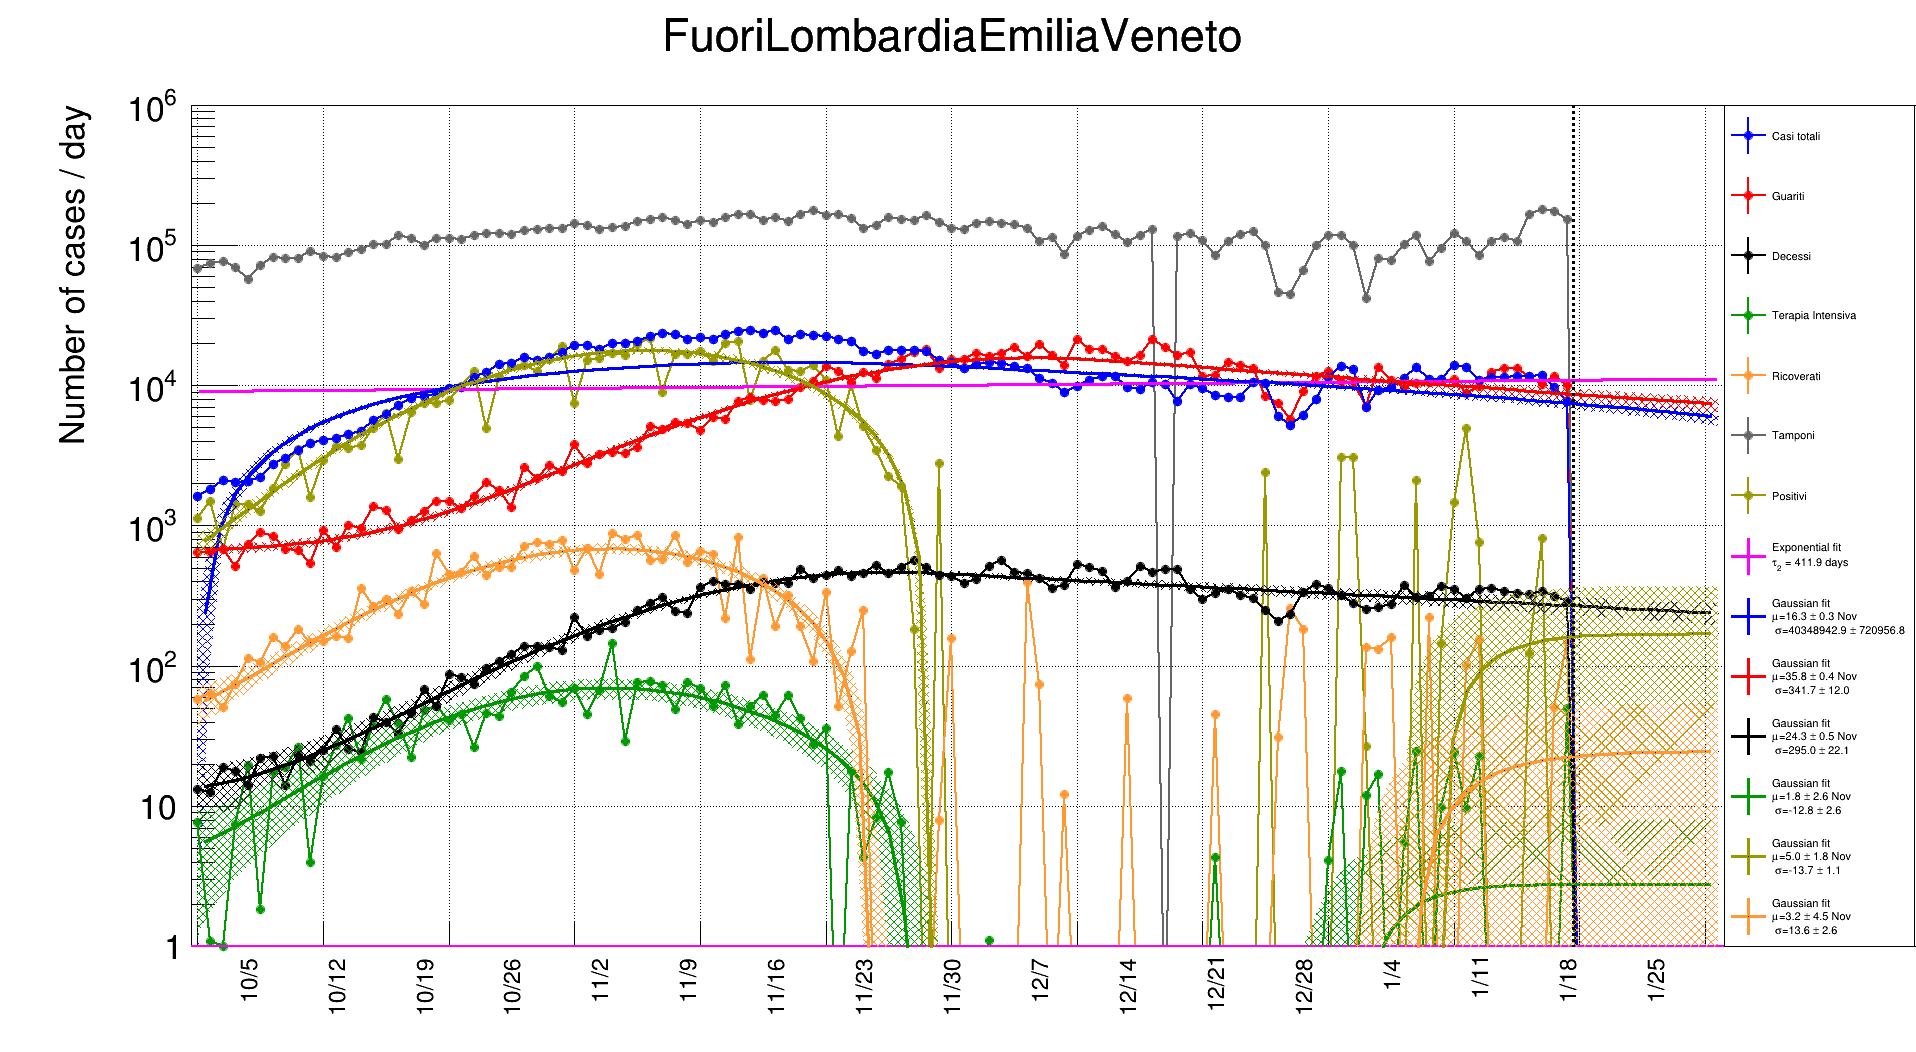 FuoriLombardiaEmiliaVeneto
Number of cases / day
10^6
10^5
10^4
10^3
10^2
10
1
10/5
10/12
10/19
10/26
11/2
11/9
11/16
11/23
11/30
12/7
12/14
12/21
12/28
1/4
1/11
1/18
1/25
Casi totali
Guariti
Decessi
Terapia Intensiva
Ricoverati
Tamponi
Positivi
Exponential fit
τ2 = 411.9 days
Gaussian fit
μ=16.3 ± 0.3 Nov
σ=40348942.9 ± 720956.8
Gaussian fit
μ=35.8 ± 0.4 Nov
σ=341.7 ± 12.0
Gaussian fit
μ=24.3 ± 0.5 Nov
σ=295.0 ± 22.1
Gaussian fit
μ=1.8 ± 2.6 Nov
σ=-12.8 ± 2.6
Gaussian fit
μ=5.0 ± 1.8 Nov
σ=-13.7 ± 1.1
Gaussian fit
μ=3.2 ± 4.5 Nov
σ=13.6 ± 2.6